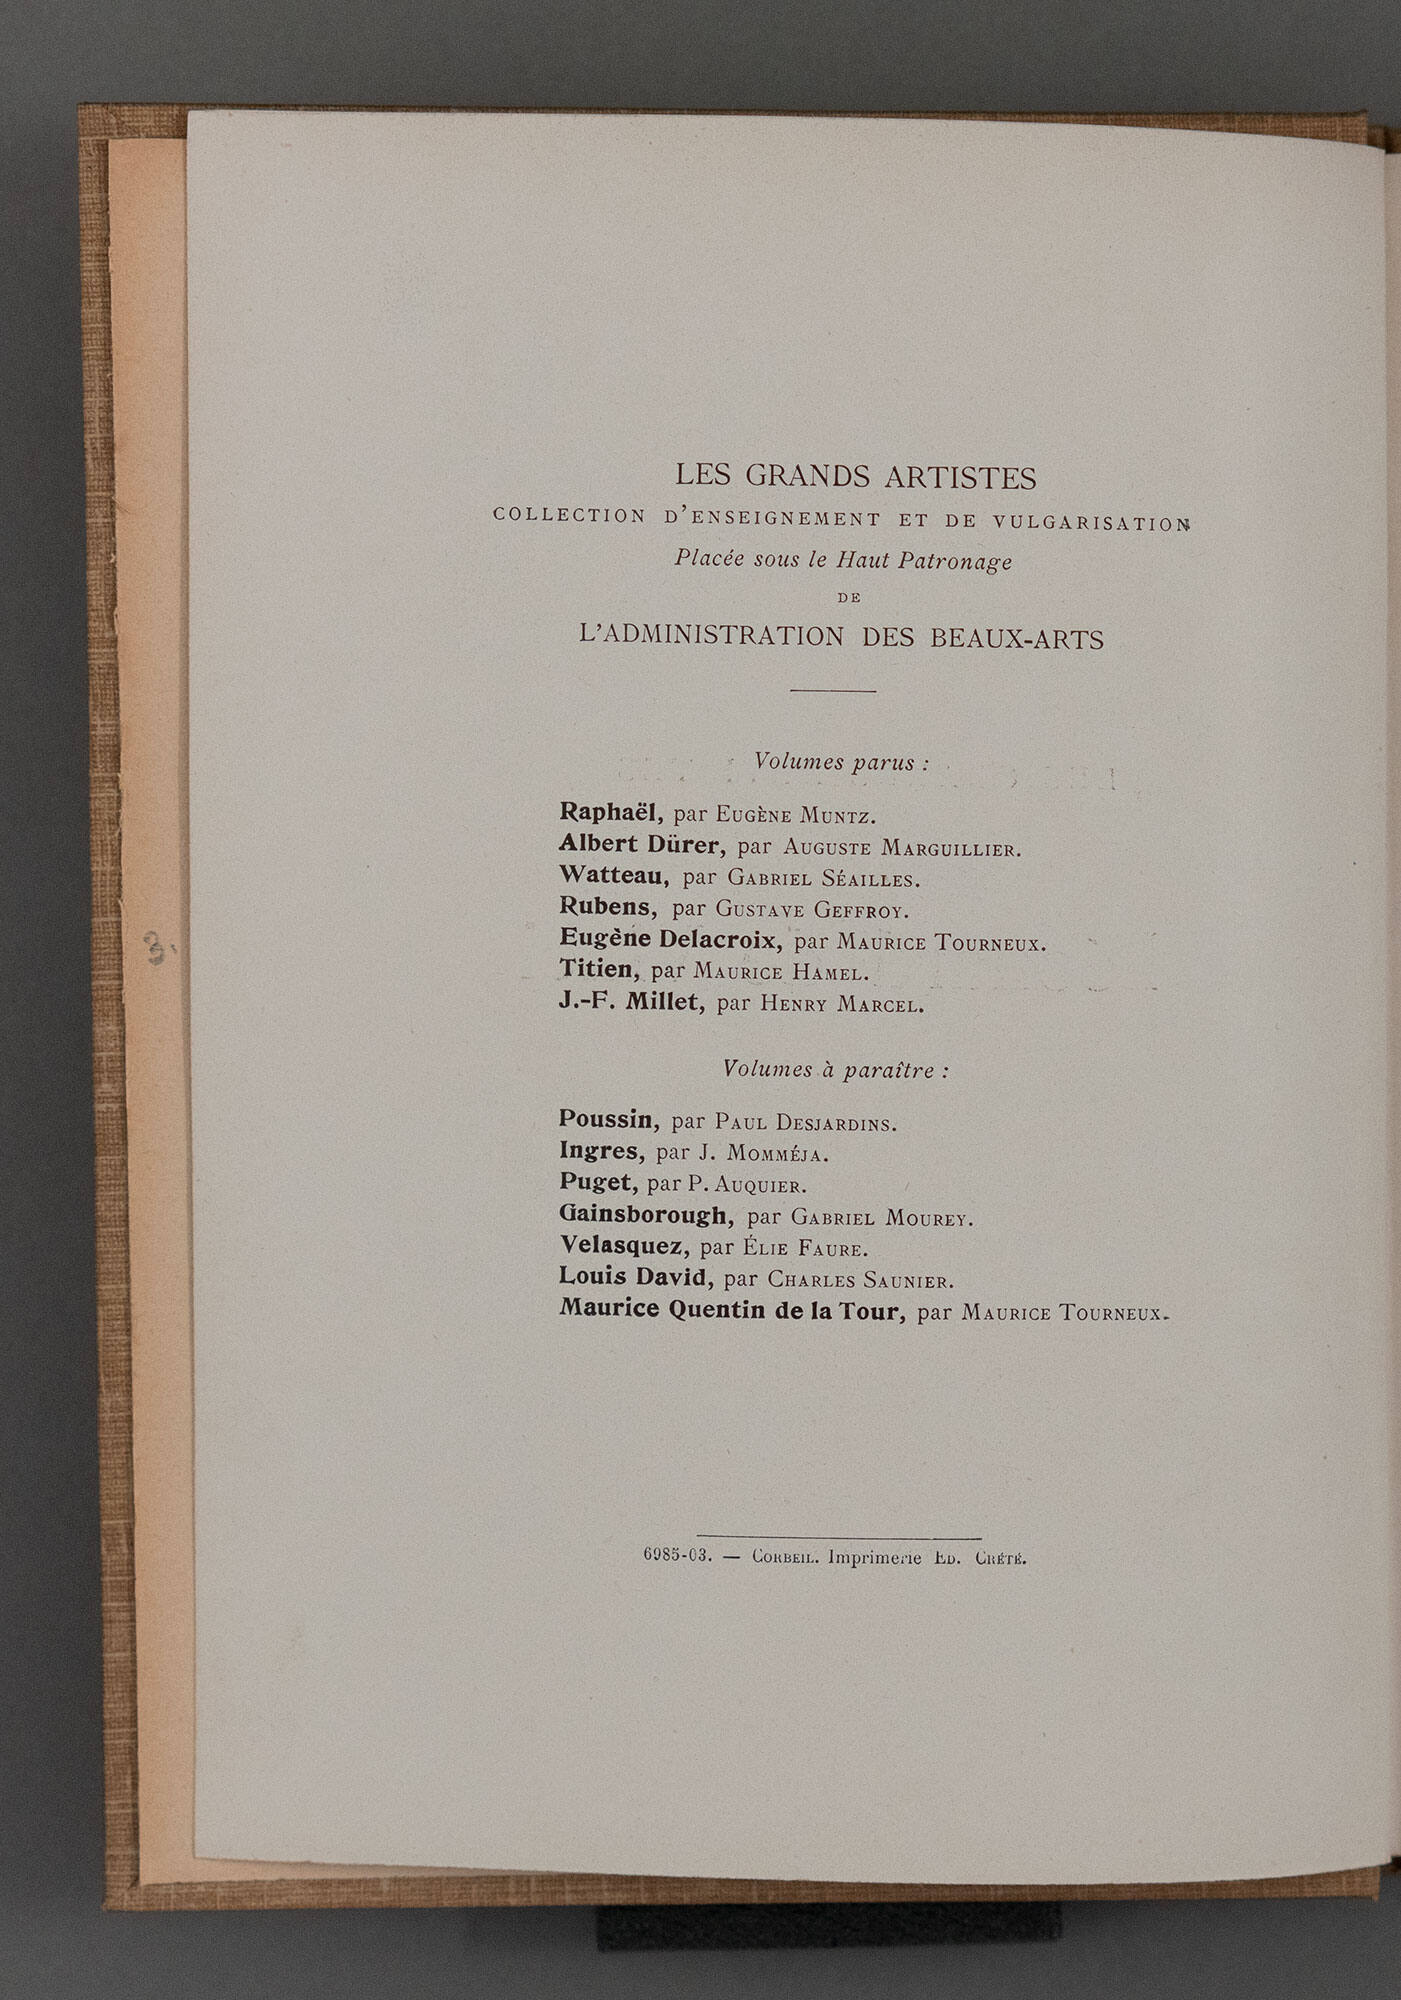 LES GRANDS ARTISTES
COLLECTION D'ENSEIGNEMENT ET DE VULGARISATION
Placée sous le Haut Patronage
DE
L'ADMINISTRATION DES BEAUX-ARTS
Volumes parus :
Raphaël, par EUGÈNE MUNTZ.
Albert Dürer, par AUGUSTE MARGUILLIER.
Watteau, par GABRIEL SÉAILLES.
Rubens, par GUSTAVE GEFFROY.
Eugène Delacroix, par MAURICE TOURNEUX.
Titien, par MAURICE HAMEL.
J.-F. Millet, par HENRY MARCEL.
Volumes à paraître :
Poussin, par PAUL DESJARDINS.
Ingres, par J. MOMMÉJA.
Puget, par P. AUQUIER.
Gainsborough, par GABRIEL MOUREY.
Velasquez, par ÉLIE FAURE.
Louis David, par CHARLES SAUNIER.
Maurice Quentin de la Tour, par MAURICE TOURNEUX.
6985-03. — CORBEIL. Imprimerie ED. CRÉTÉ.
3.